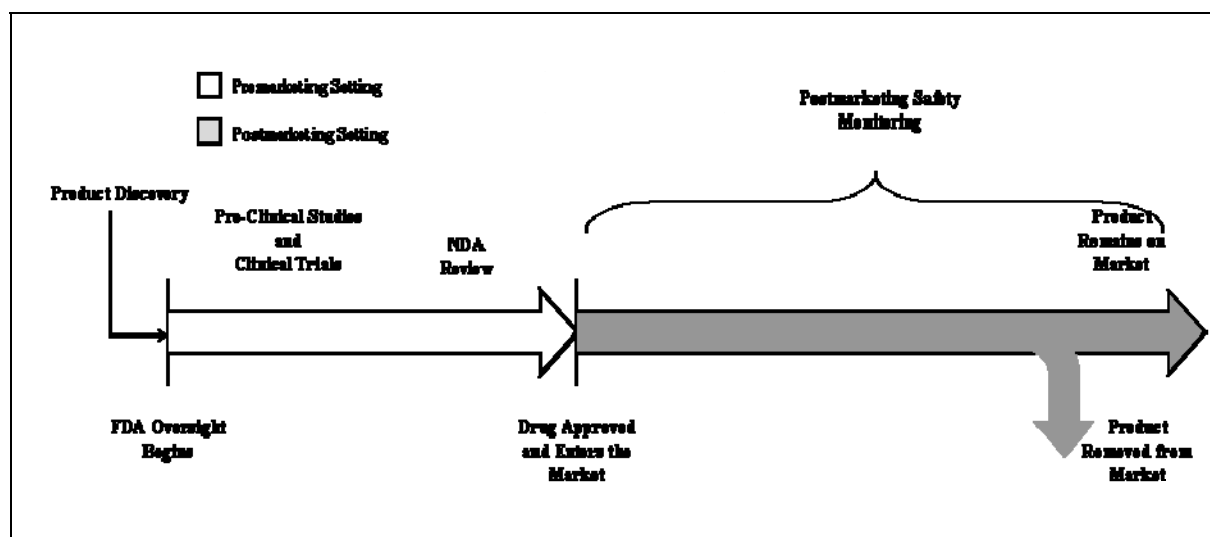 Premarketing Setting
Postmarketing Setting
Postmarketing Safety
Monitoring
Product Discovery
Pre-Clinical Studies
and
Clinical Trials
NDA
Review
Product
Remains on
Market
FDA Oversight
Begins
Drug Approved
and Enters the
Market
Product
Removed from
Market